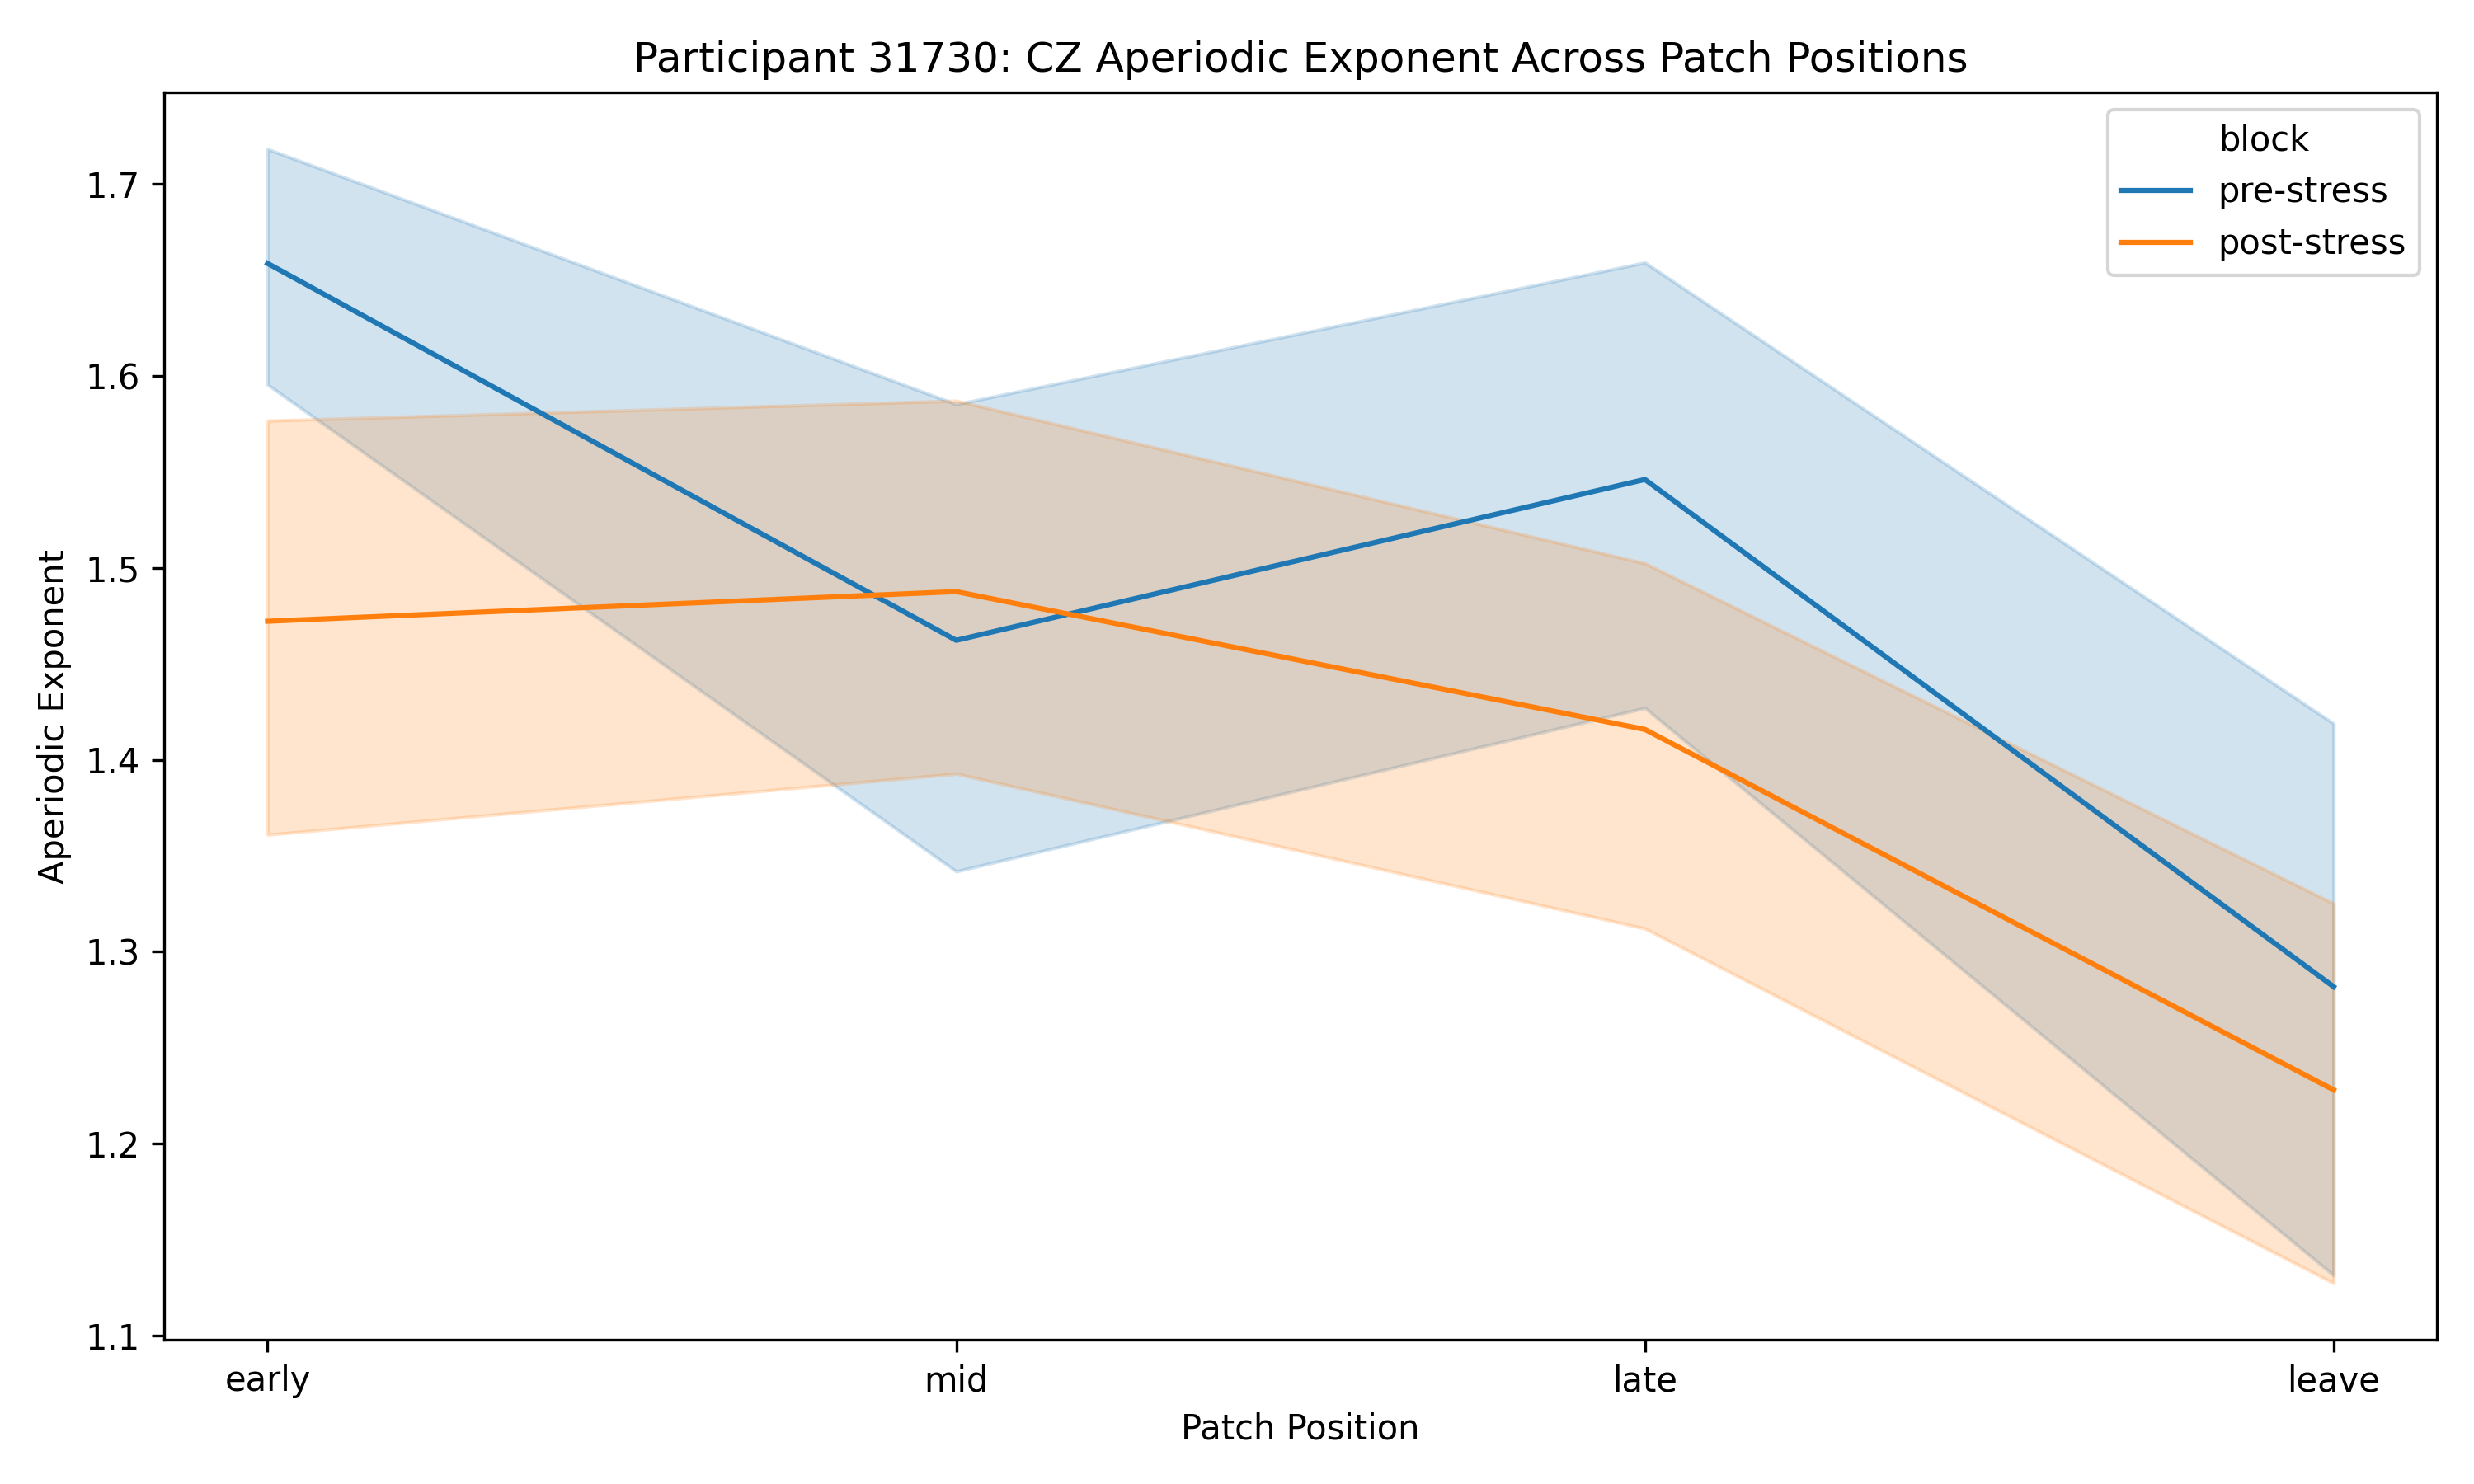 Participant 31730: CZ Aperiodic Exponent Across Patch Positions
block
pre-stress
post-stress
Aperiodic Exponent
1.7
1.6
1.5
1.4
1.3
1.2
1.1
early mid late leave
Patch Position